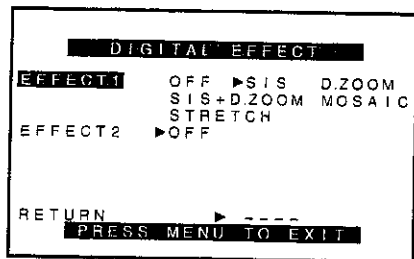 DIGITAL EFFECT
EFFECT1 OFF ▶SIS D.ZOOM
SIS+D.ZOOM MOSAIC
STRETCH
EFFECT2 ▶OFF
RETURN ▶ ----
PRESS MENU TO EXIT